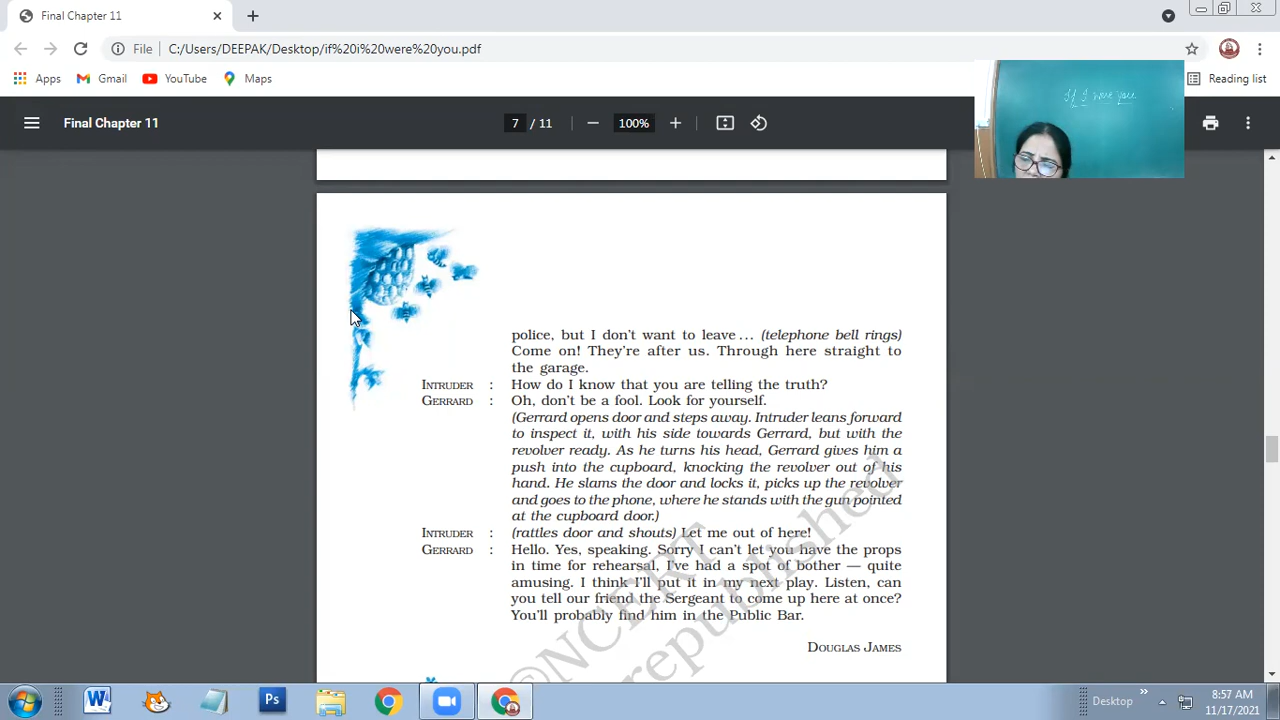 Final Chapter 11
File
C:/Users/DEEPAK/Desktop/if%20i%20were%20you.pdf
Apps
Gmail
YouTube
Maps
Reading list
Final Chapter 11
7 / 11
100%
If I were you
police, but I don't want to leave ... (telephone bell rings)
Come on! They're after us. Through here straight to
the garage.
INTRUDER : How do I know that you are telling the truth?
GERRARD : Oh, don't be a fool. Look for yourself.
(Gerrard opens door and steps away. Intruder leans forward
to inspect it, with his side towards Gerrard, but with the
revolver ready. As he turns his head, Gerrard gives him a
push into the cupboard, knocking the revolver out of his
hand. He slams the door and locks it, picks up the revolver
and goes to the phone, where he stands with the gun pointed
at the cupboard door.)
INTRUDER : (rattles door and shouts) Let me out of here!
GERRARD : Hello. Yes, speaking. Sorry I can't let you have the props
in time for rehearsal, I've had a spot of bother — quite
amusing. I think I'll put it in my next play. Listen, can
you tell our friend the Sergeant to come up here at once?
You'll probably find him in the Public Bar.
DOUGLAS JAMES
©NCERT
republished
Desktop
8:57 AM
11/17/2021